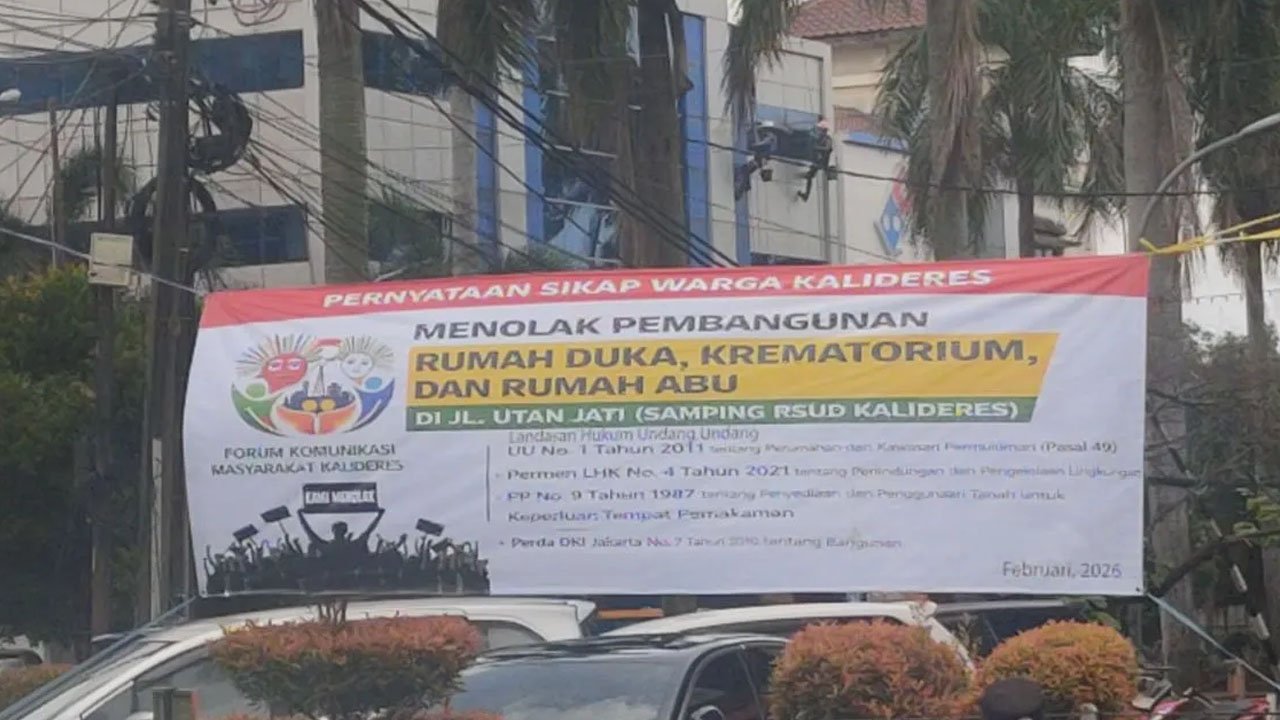 PERNYATAAN SIKAP WARGA KALIDERES
MENOLAK PEMBANGUNAN
RUMAH DUKA, KREMATORIUM,
DAN RUMAH ABU
DI JL. UTAN JATI (SAMPING RSUD KALIDERES)
FORUM KOMUNIKASI
MASYARAKAT KALIDERES
KAMI MENOLAK
Landasan Hukum Undang Undang
UU No. 1 Tahun 2011 tentang Perumahan dan Kawasan Permukiman (Pasal 49)
• Permen LHK No. 4 Tahun 2021 tentang Perlindungan dan Pengelolaan Lingkungan
• PP No. 9 Tahun 1987 tentang Penyediaan dan Penggunaan Tanah untuk
Keperluan Tempat Pemakaman
• Perda DKI Jakarta No. 7 Tahun tentang Bangunan
Februari, 2026